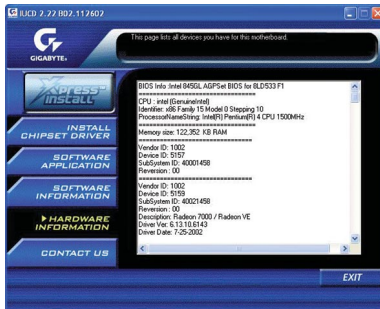 IUCD 2.22 B02.112602
This page lists all devices you have for this motherboard.
GIGABYTE
Xpress
Install
INSTALL
CHIPSET DRIVER
SOFTWARE
APPLICATION
SOFTWARE
INFORMATION
HARDWARE
INFORMATION
CONTACT US
BIOS Info :Intel 845GL AGPSet BIOS for 8LD533 F1
==============================
CPU : intel (GenuineIntel)
Identifier: x86 Family 15 Model 0 Stepping 10
ProcessorNameString: Intel(R) Pentium(R) 4 CPU 1500MHz
==============================
Memory size: 122,352 KB RAM
==============================
Vendor ID: 1002
Device ID: 5157
SubSystem ID: 40001458
Reversion : 00
==============================
Vendor ID: 1002
Device ID: 5159
SubSystem ID: 40021458
Reversion : 00
Description: Radeon 7000 / Radeon VE
Driver Ver: 6.13.10.6143
Driver Date: 7-25-2002
EXIT